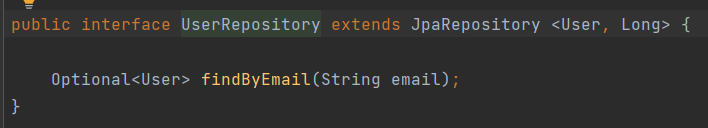 public interface UserRepository extends JpaRepository <User, Long> {
Optional<User> findByEmail(String email);
}